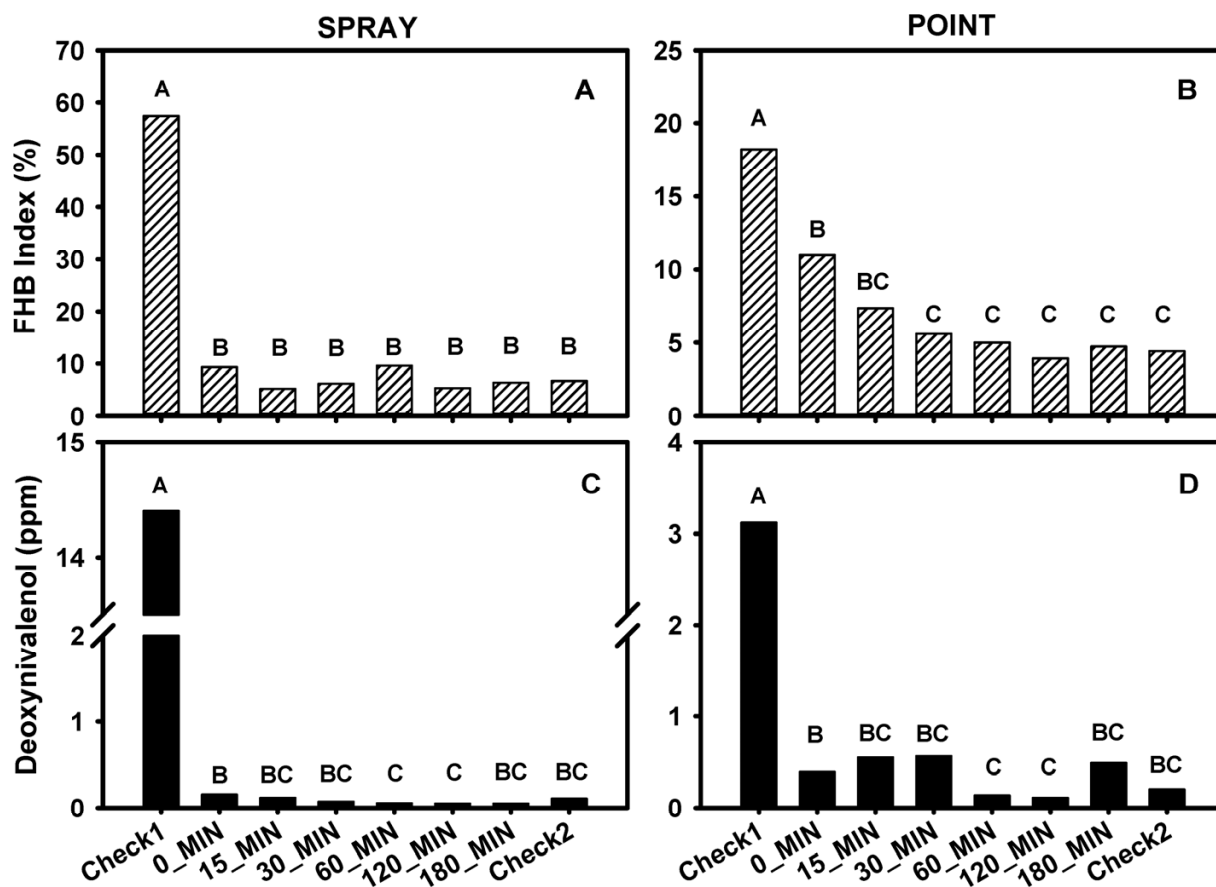 SPRAY
POINT
FHB Index (%)
70
60
50
40
30
20
10
0
A
A
B
B
B
B
B
B
B
25
20
15
10
5
0
B
A
B
BC
C
C
C
C
C
Deoxynivalenol (ppm)
15
14
2
1
0
C
A
B
BC
BC
C
C
BC
BC
4
3
2
1
0
D
A
B
BC
BC
C
C
BC
BC
Check1
0_MIN
15_MIN
30_MIN
60_MIN
120_MIN
180_MIN
Check2
Check1
0_MIN
15_MIN
30_MIN
60_MIN
120_MIN
180_MIN
Check2